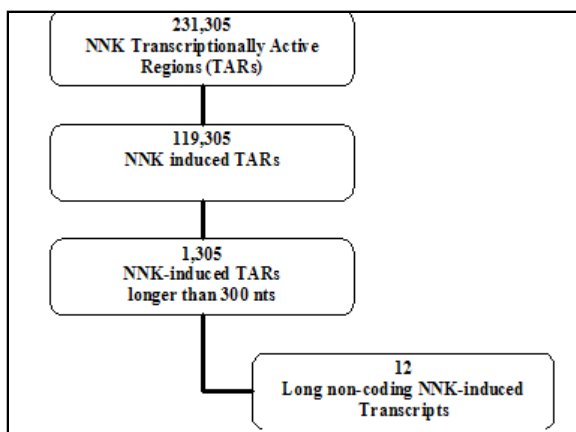 231,305
NNK Transcriptionally Active
Regions (TARs)
119,305
NNK induced TARs
1,305
NNK-induced TARs
longer than 300 nts
12
Long non-coding NNK-induced
Transcripts